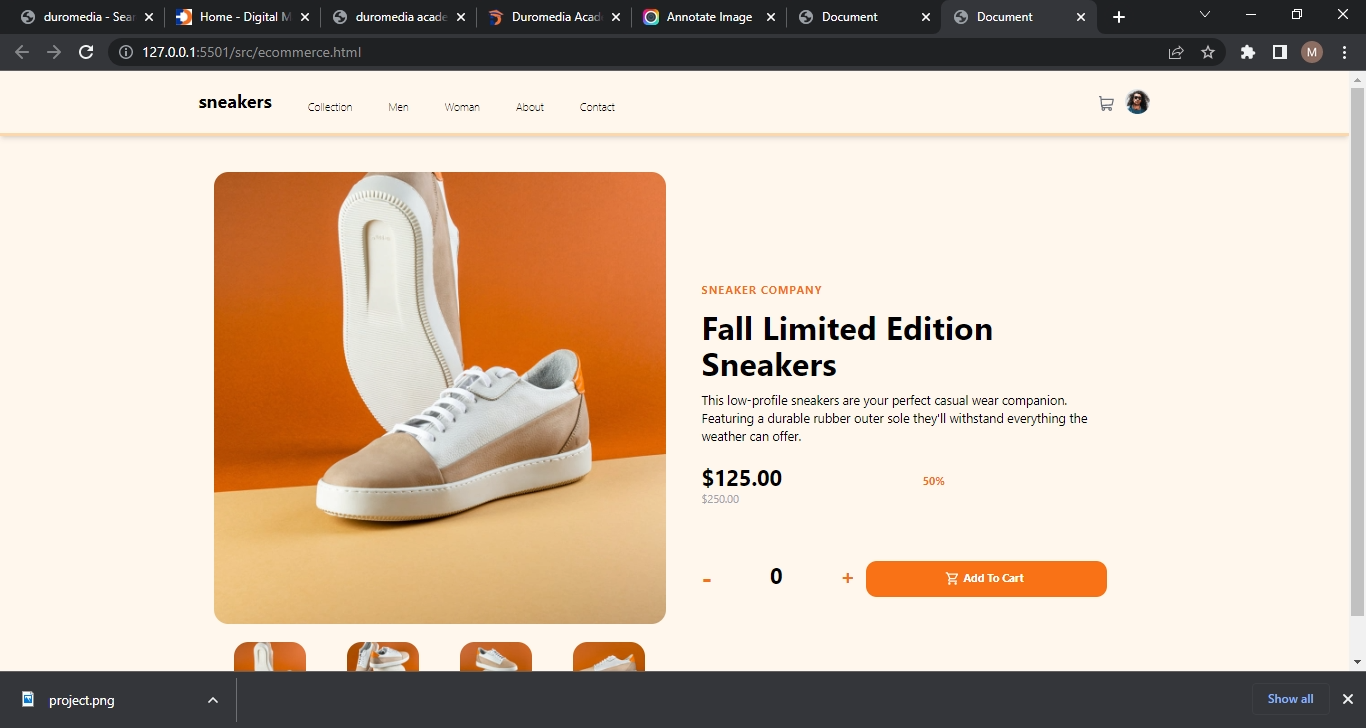 duromedia - Sear
Home - Digital M
duromedia acade
Duromedia Acad
Annotate Image
Document
Document
127.0.0.1:5501/src/ecommerce.html
M
sneakers
Collection
Men
Woman
About
Contact
SNEAKER COMPANY
Fall Limited Edition
Sneakers
This low-profile sneakers are your perfect casual wear companion.
Featuring a durable rubber outer sole they'll withstand everything the
weather can offer.
$125.00
50%
$250.00
- 0 +
Add To Cart
project.png
Show all